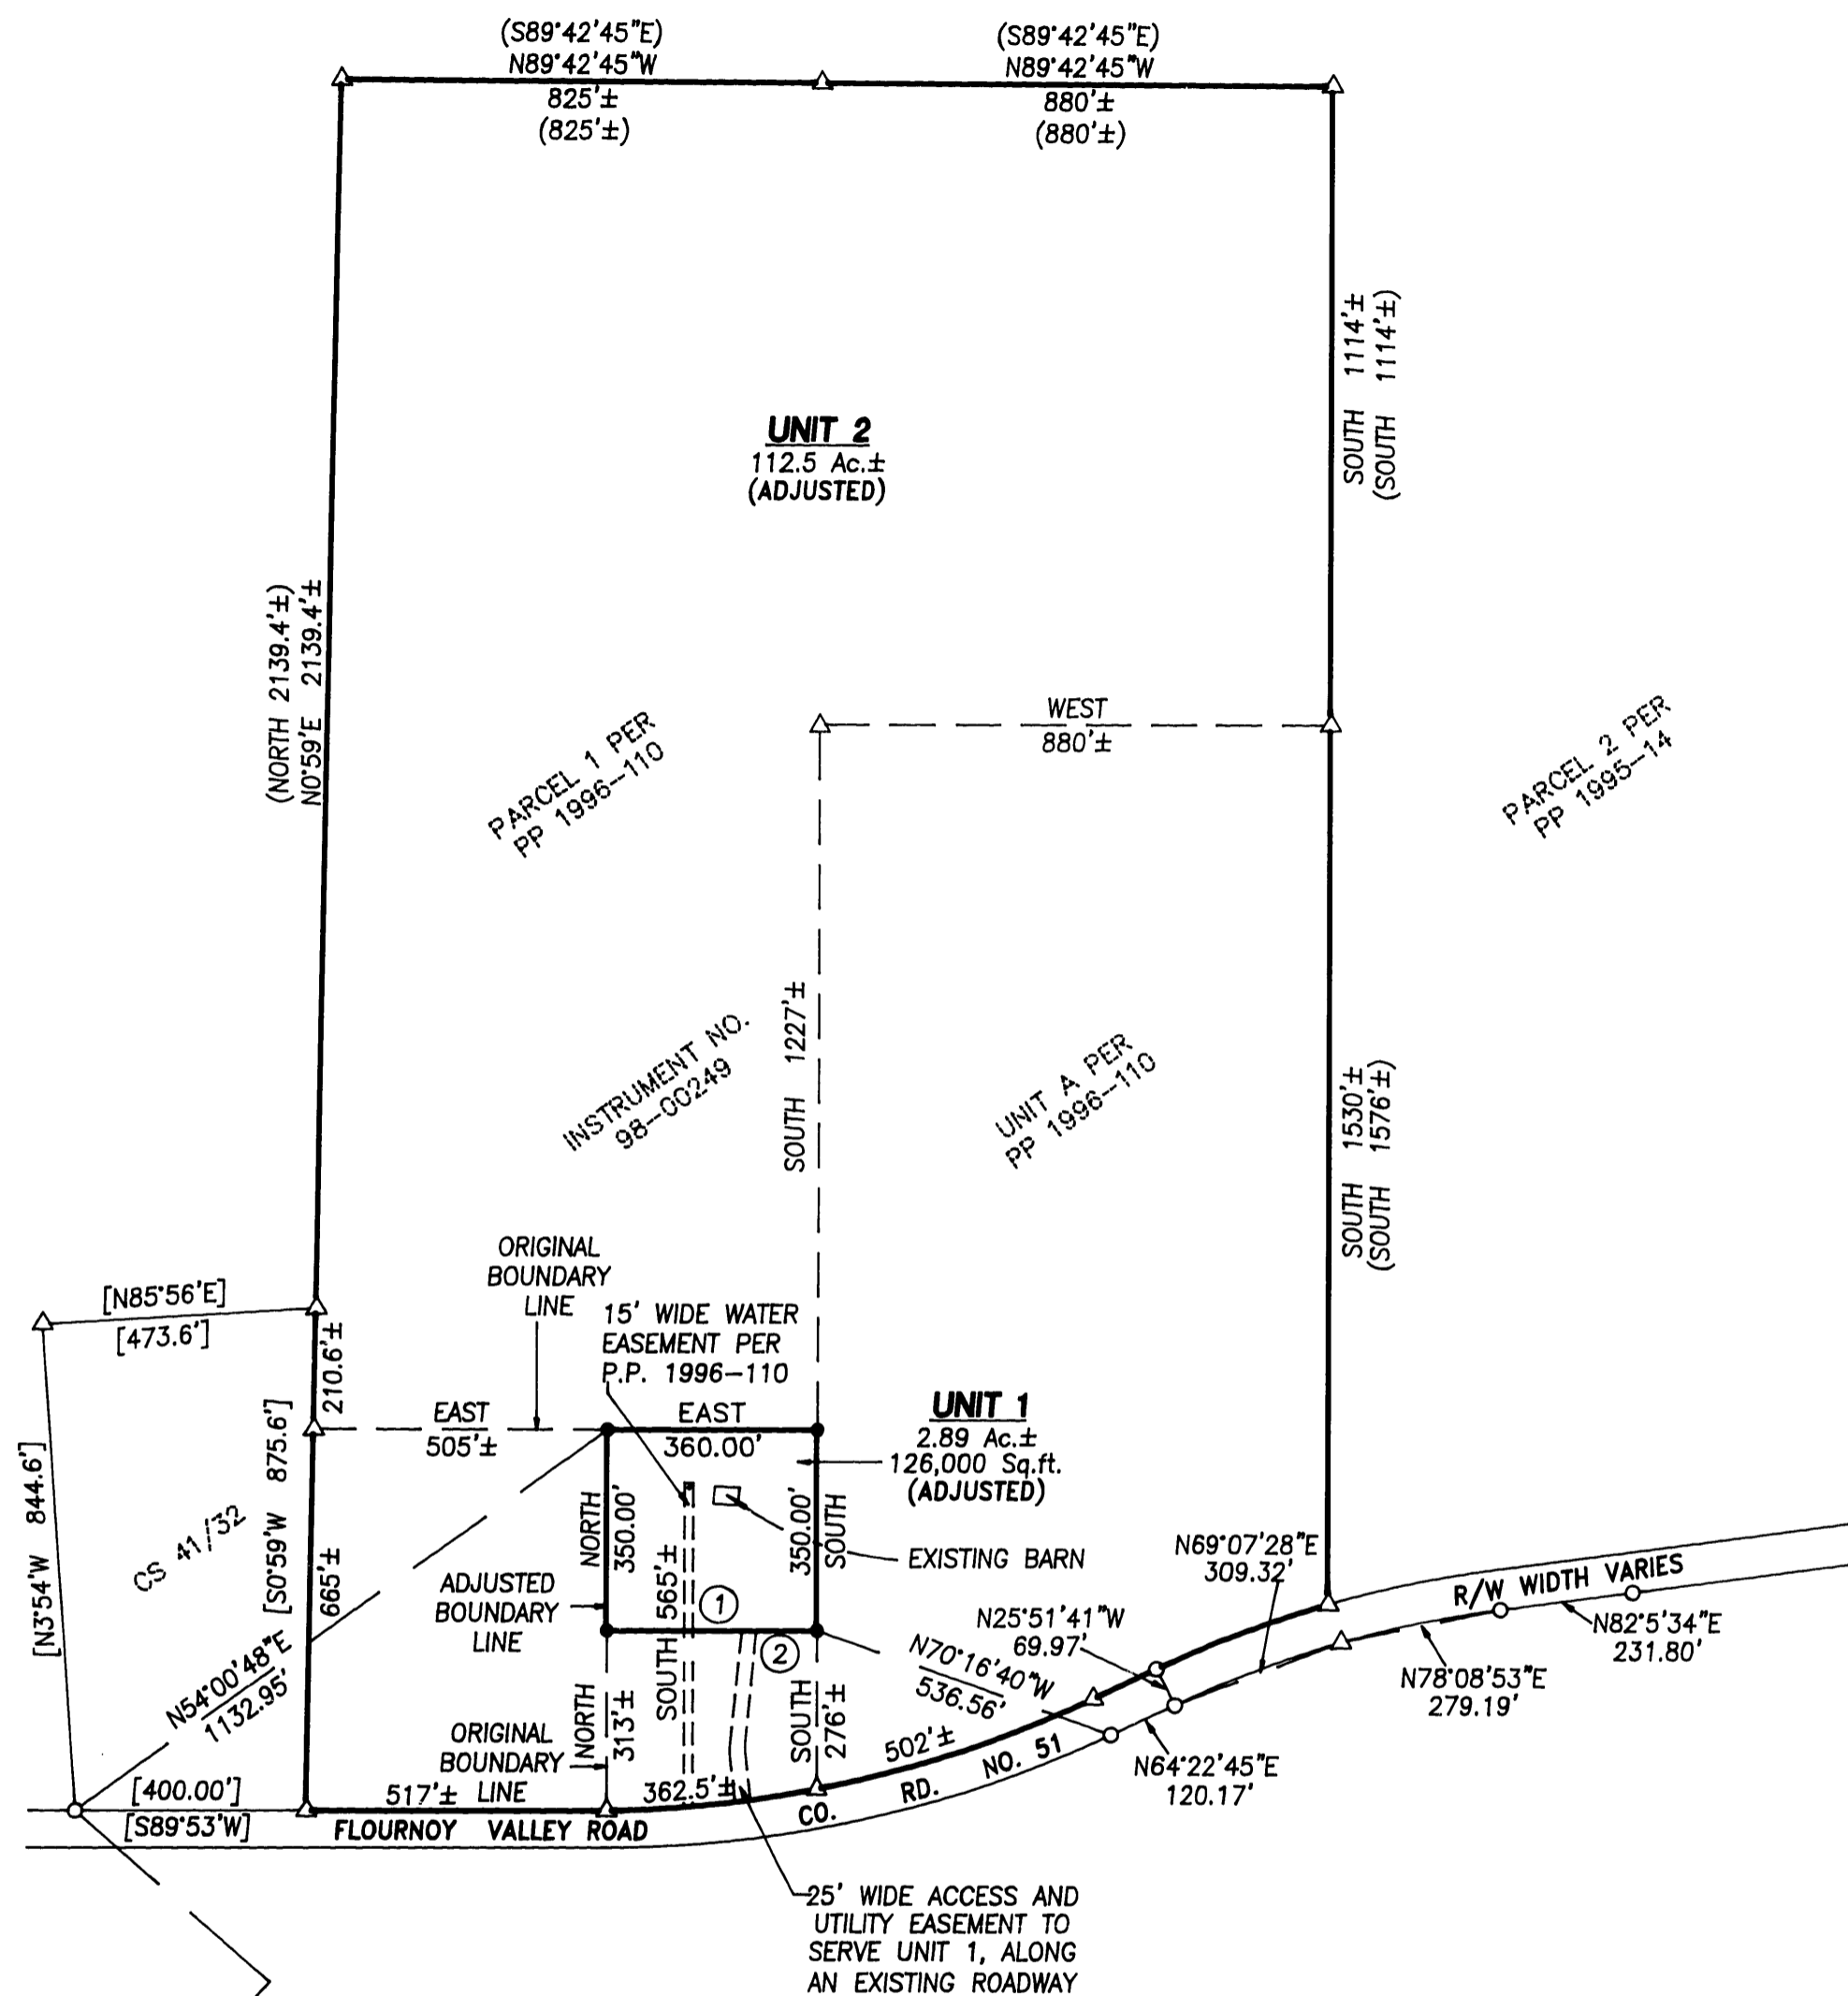 (S89°42'45"E)
N89°42'45"W
825'±
(825'±)
(S89°42'45"E)
N89°42'45"W
880'±
(880'±)
SOUTH 1114'±
(SOUTH 1114'±)
UNIT 2
112.5 Ac.±
(ADJUSTED)
(NORTH 2139.4'±)
N0°59'E 2139.4'±
WEST
880'±
PARCEL 1 PER
PP 1996-110
PARCEL 2 PER
PP 1995-14
SOUTH 1227'±
INSTRUMENT NO.
98-00249
UNIT A PER
PP 1996-110
SOUTH 1530'±
(SOUTH 1576'±)
ORIGINAL
BOUNDARY
LINE
15' WIDE WATER
EASEMENT PER
P.P. 1996-110
[N85°56'E]
[473.6']
210.6'±
EAST
505'±
EAST
360.00'
UNIT 1
2.89 Ac.±
126,000 Sq.ft.
(ADJUSTED)
[N3°54'W 844.6']
CS 41/32
[S0°59'W 875.6']
665'±
NORTH
350.00'
350.00'
SOUTH
EXISTING BARN
ADJUSTED
BOUNDARY
LINE
SOUTH 565'±
1
2
N69°07'28"E
309.32'
N25°51'41"W
69.97'
N70°16'40"W
536.56'
R/W WIDTH VARIES
N82°5'34"E
231.80'
N78°08'53"E
279.19'
N64°22'45"E
120.17'
N54°00'48"E
1132.95'
ORIGINAL
BOUNDARY
LINE
NORTH
313'±
SOUTH
276'±
502'±
[400.00']
[S89°53'W]
517'±
362.5'±
FLOURNOY VALLEY ROAD
CO. RD. NO. 51
25' WIDE ACCESS AND
UTILITY EASEMENT TO
SERVE UNIT 1, ALONG
AN EXISTING ROADWAY